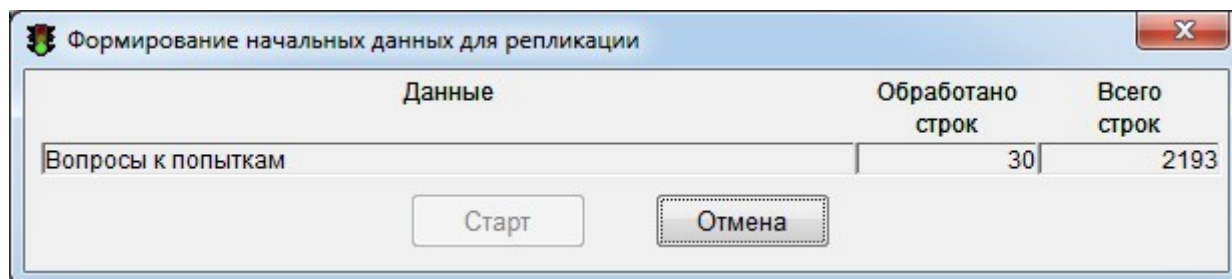 Формирование начальных данных для репликации
Данные Обработано строк Всего строк
Вопросы к попыткам 30 2193
Старт Отмена